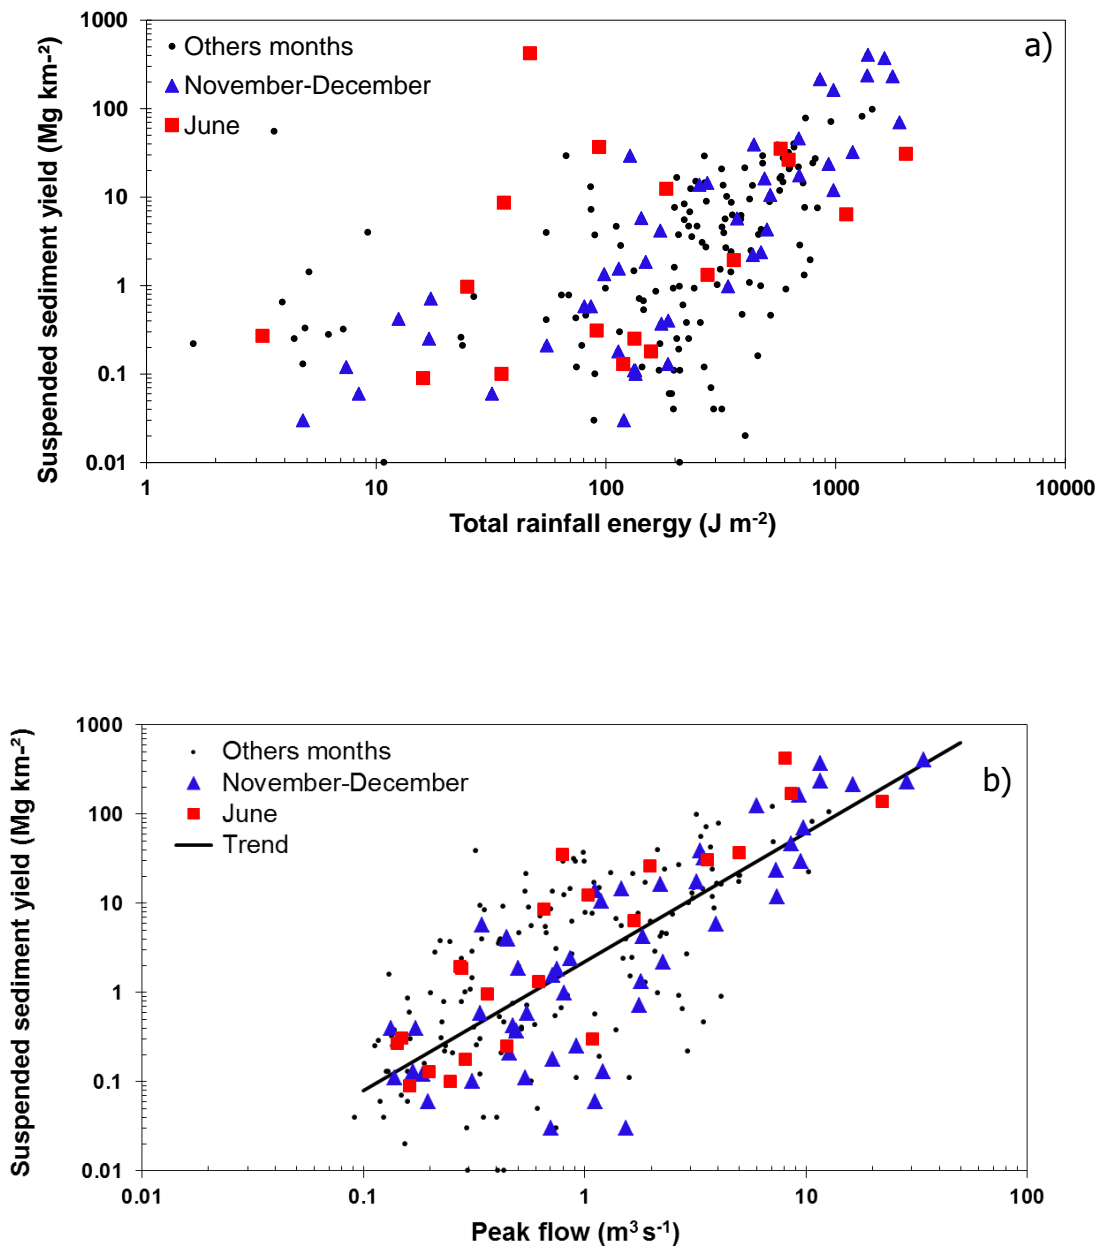 1000
100
10
1
0.1
0.01
Suspended sediment yield (Mg km-²)
Others months
November-December
June
a)
1 10 100 1000 10000
Total rainfall energy (J m-2)
1000
100
10
1
0.1
0.01
Suspended sediment yield (Mg km-²)
Others months
November-December
June
Trend
b)
0.01 0.1 1 10 100
Peak flow (m3 s-1)